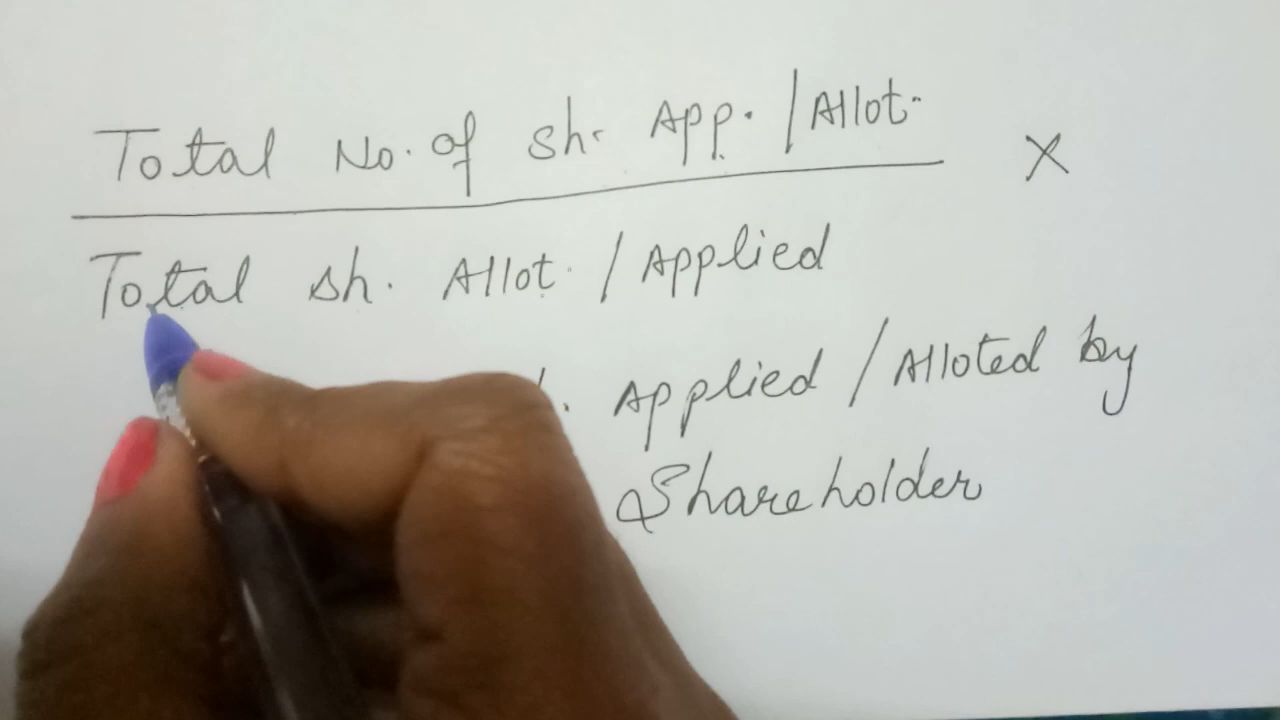 Total No. of sh. App. / Allot. X
Total sh. Allot. / Applied
Applied / Alloted by
Shareholder